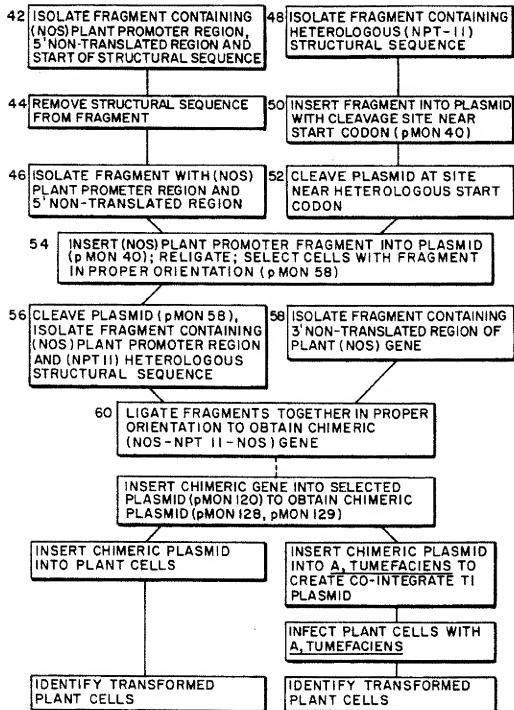 42 ISOLATE FRAGMENT CONTAINING
(NOS) PLANT PROMOTER REGION,
5' NON-TRANSLATED REGION AND
START OF STRUCTURAL SEQUENCE
44 REMOVE STRUCTURAL SEQUENCE
FROM FRAGMENT
46 ISOLATE FRAGMENT WITH (NOS)
PLANT PROMETER REGION AND
5' NON-TRANSLATED REGION
48 ISOLATE FRAGMENT CONTAINING
HETEROLOGOUS (NPT-II)
STRUCTURAL SEQUENCE
50 INSERT FRAGMENT INTO PLASMID
WITH CLEAVAGE SITE NEAR
START CODON (pMON 40)
52 CLEAVE PLASMID AT SITE
NEAR HETEROLOGOUS START
CODON
54 INSERT (NOS) PLANT PROMOTER FRAGMENT INTO PLASMID
(pMON 40); RELIGATE; SELECT CELLS WITH FRAGMENT
IN PROPER ORIENTATION (pMON 58)
56 CLEAVE PLASMID (pMON 58),
ISOLATE FRAGMENT CONTAINING
(NOS) PLANT PROMOTER REGION
AND (NPT II) HETEROLOGOUS
STRUCTURAL SEQUENCE
58 ISOLATE FRAGMENT CONTAINING
3' NON-TRANSLATED REGION OF
PLANT (NOS) GENE
60 LIGATE FRAGMENTS TOGETHER IN PROPER
ORIENTATION TO OBTAIN CHIMERIC
(NOS-NPT II-NOS) GENE
INSERT CHIMERIC GENE INTO SELECTED
PLASMID (pMON 120) TO OBTAIN CHIMERIC
PLASMID (pMON 128, pMON 129)
INSERT CHIMERIC PLASMID
INTO PLANT CELLS
IDENTIFY TRANSFORMED
PLANT CELLS
INSERT CHIMERIC PLASMID
INTO A, TUMEFACIENS TO
CREATE CO-INTEGRATE TI
PLASMID
INFECT PLANT CELLS WITH
A, TUMEFACIENS
IDENTIFY TRANSFORMED
PLANT CELLS